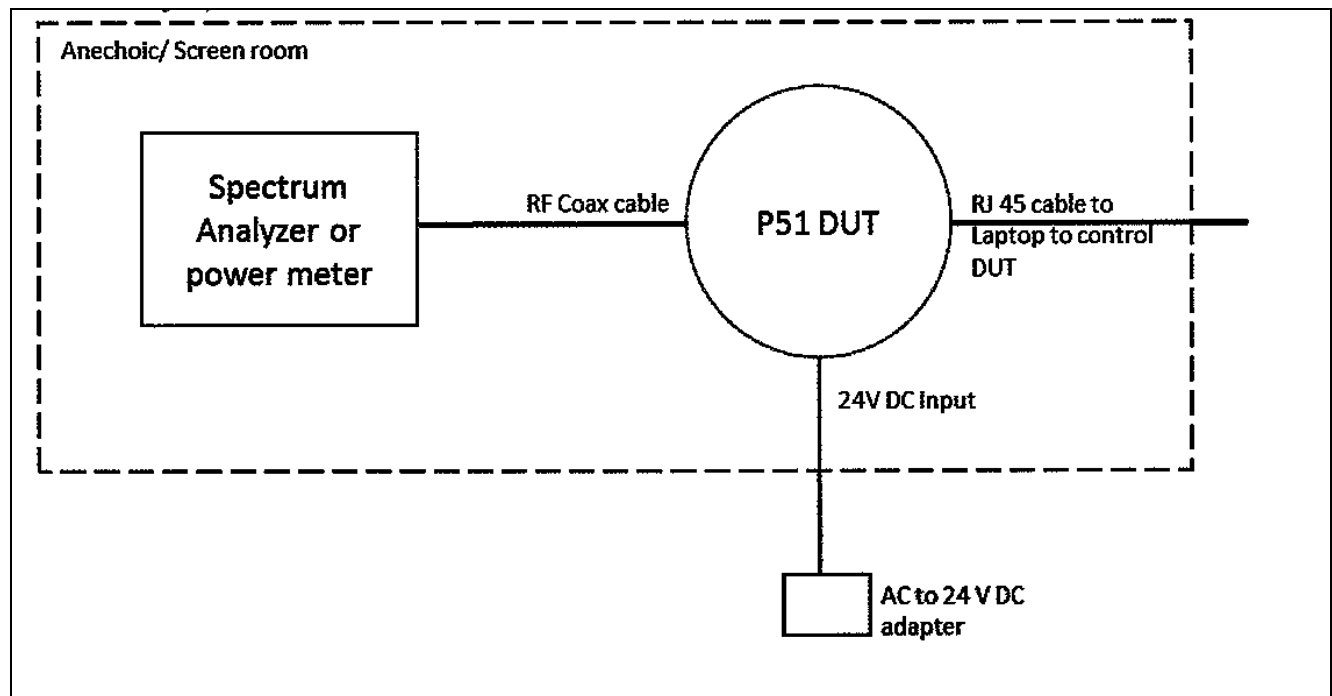 Anechoic/ Screen room
Spectrum
Analyzer or
power meter
RF Coax cable
P51 DUT
RJ 45 cable to
Laptop to control
DUT
24V DC Input
AC to 24 V DC
adapter